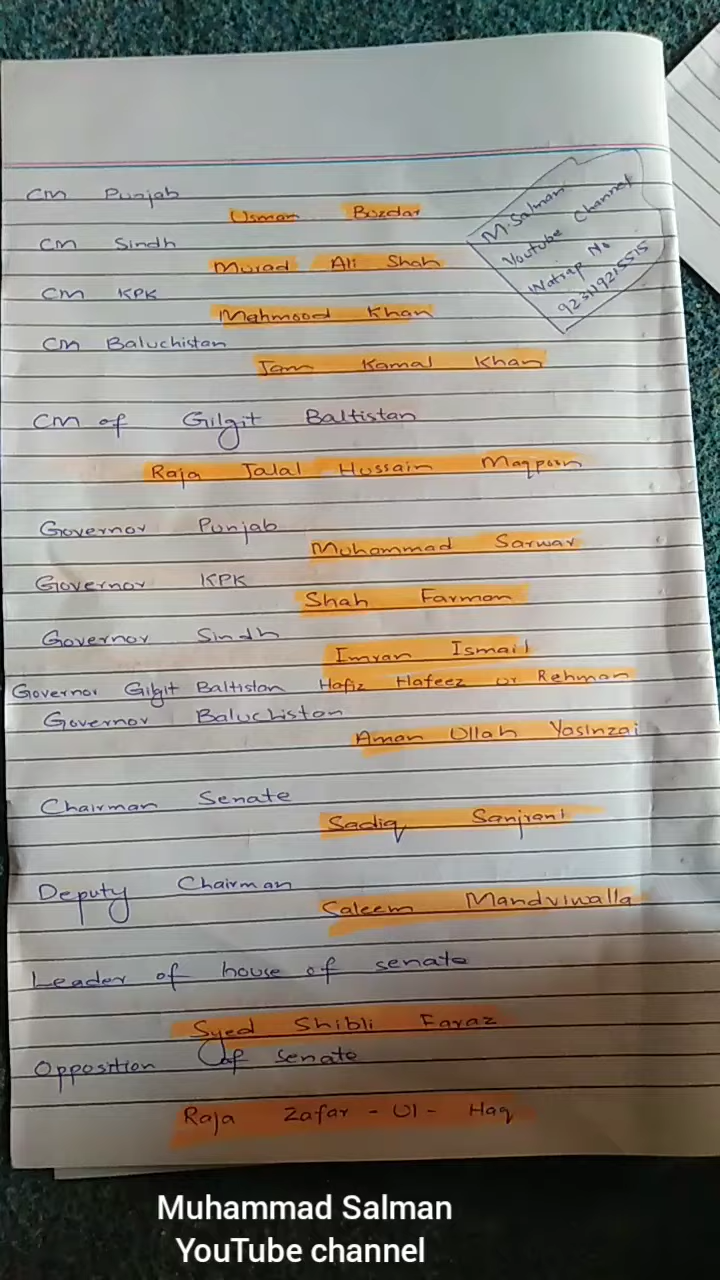 CM Punjab
Usman Bozdar
CM Sindh
Murad Ali Shah
CM KPK
Mahmood Khan
CM Baluchistan
Jam Kamal Khan
CM of Gilgit Baltistan
Raja Jalal Hussain Maqpoon
Governor Punjab
Muhammad Sarwar
Governor KPK
Shah Farman
Governor Sindh
Imran Ismail
Governor Gilgit Baltistan Hafiz Hafeez ur Rehman
Governor Baluchistan
Aman Ullah Yasinzai
Chairman Senate
Sadiq Sanjrani
Deputy Chairman
Saleem Mandviwalla
Leader of house of senate
Syed Shibli Faraz
Opposition of senate
Raja Zafar - Ul - Haq
M.Salman
Youtube Channel
Watsap No
Muhammad Salman
YouTube channel